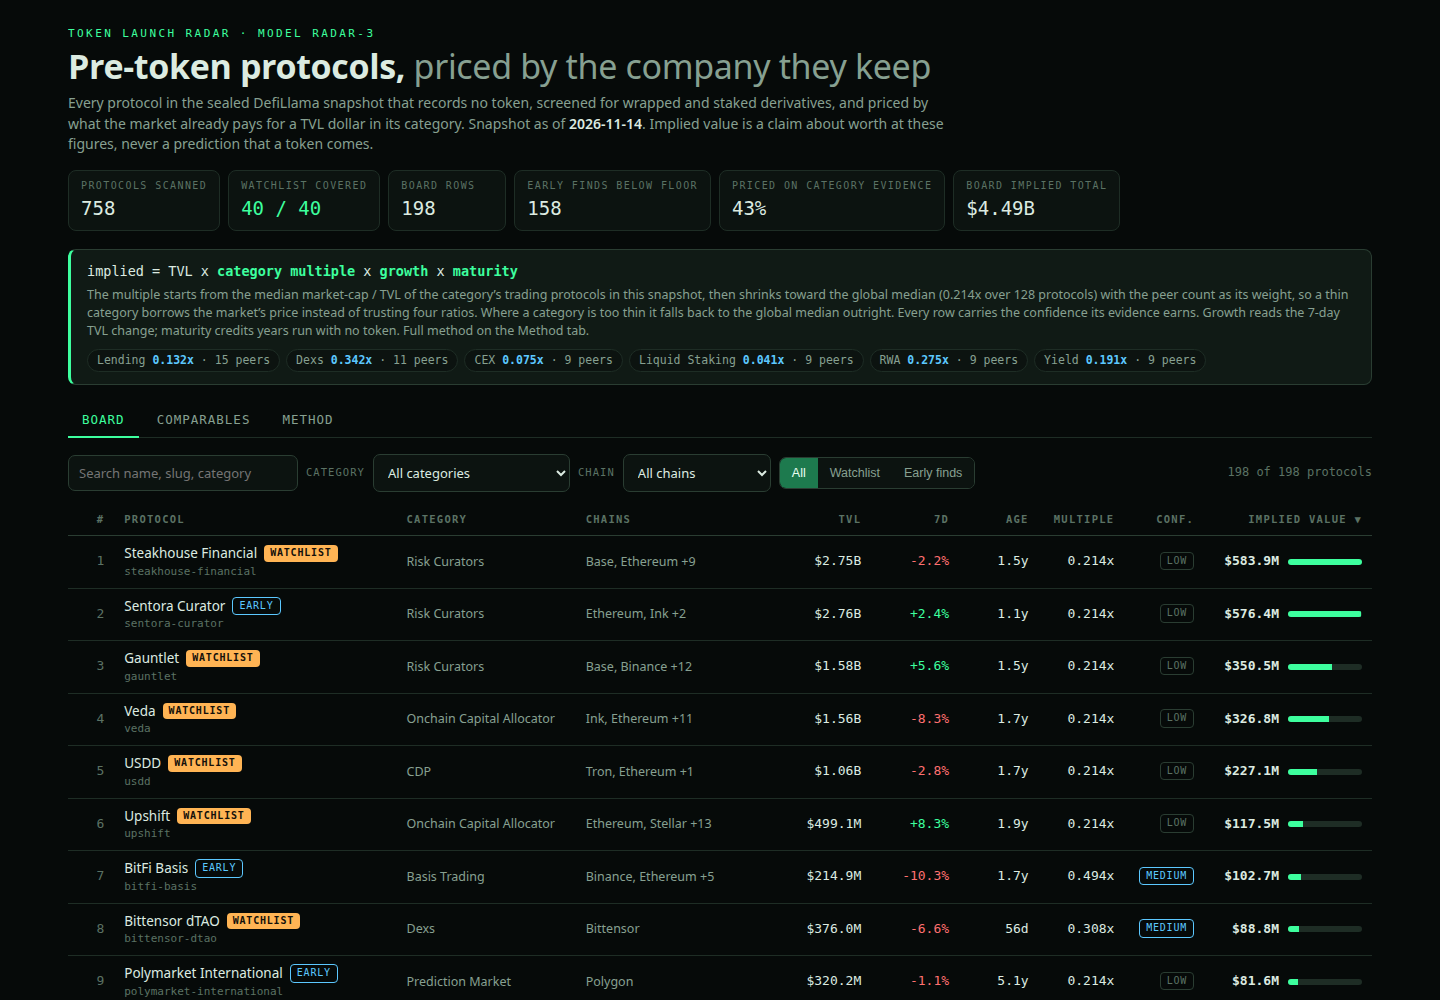 TOKEN LAUNCH RADAR · MODEL RADAR-3
Pre-token protocols, priced by the company they keep
Every protocol in the sealed DefiLlama snapshot that records no token, screened for wrapped and staked derivatives, and priced by
what the market already pays for a TVL dollar in its category. Snapshot as of 2026-11-14. Implied value is a claim about worth at these
figures, never a prediction that a token comes.
PROTOCOLS SCANNED WATCHLIST COVERED BOARD ROWS EARLY FINDS BELOW FLOOR PRICED ON CATEGORY EVIDENCE BOARD IMPLIED TOTAL
758 40 / 40 198 158 43% $4.49B
implied = TVL x category multiple x growth x maturity
The multiple starts from the median market-cap / TVL of the category's trading protocols in this snapshot, then shrinks toward the global median (0.214x over 128 protocols) with the peer count as its weight, so a thin
category borrows the market's price instead of trusting four ratios. Where a category is too thin it falls back to the global median outright. Every row carries the confidence its evidence earns. Growth reads the 7-day
TVL change; maturity credits years run with no token. Full method on the Method tab.
Lending 0.132x · 15 peers Dexs 0.342x · 11 peers CEX 0.075x · 9 peers Liquid Staking 0.041x · 9 peers RWA 0.275x · 9 peers Yield 0.191x · 9 peers
BOARD COMPARABLES METHOD
Search name, slug, category CATEGORY All categories CHAIN All chains All Watchlist Early finds 198 of 198 protocols
# PROTOCOL CATEGORY CHAINS TVL 7D AGE MULTIPLE CONF. IMPLIED VALUE ▼
1 Steakhouse Financial WATCHLIST Risk Curators Base, Ethereum +9 $2.75B -2.2% 1.5y 0.214x LOW $583.9M
steakhouse-financial
2 Sentora Curator EARLY Risk Curators Ethereum, Ink +2 $2.76B +2.4% 1.1y 0.214x LOW $576.4M
sentora-curator
3 Gauntlet WATCHLIST Risk Curators Base, Binance +12 $1.58B +5.6% 1.5y 0.214x LOW $350.5M
gauntlet
4 Veda WATCHLIST Onchain Capital Allocator Ink, Ethereum +11 $1.56B -8.3% 1.7y 0.214x LOW $326.8M
veda
5 USDD WATCHLIST CDP Tron, Ethereum +1 $1.06B -2.8% 1.7y 0.214x LOW $227.1M
usdd
6 Upshift WATCHLIST Onchain Capital Allocator Ethereum, Stellar +13 $499.1M +8.3% 1.9y 0.214x LOW $117.5M
upshift
7 BitFi Basis EARLY Basis Trading Binance, Ethereum +5 $214.9M -10.3% 1.7y 0.494x MEDIUM $102.7M
bitfi-basis
8 Bittensor dTAO WATCHLIST Dexs Bittensor $376.0M -6.6% 56d 0.308x MEDIUM $88.8M
bittensor-dtao
9 Polymarket International EARLY Prediction Market Polygon $320.2M -1.1% 5.1y 0.214x LOW $81.6M
polymarket-international